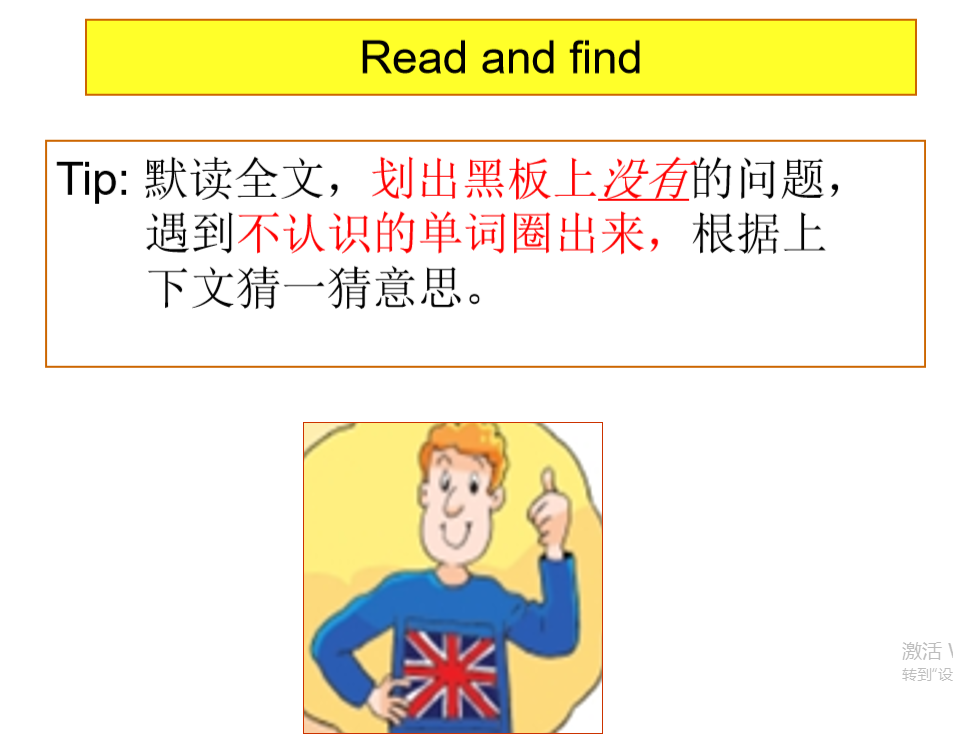 Read and find
Tip: 默读全文，划出黑板上没有的问题，
遇到不认识的单词圈出来，根据上
下文猜一猜意思。
激活
转到"设